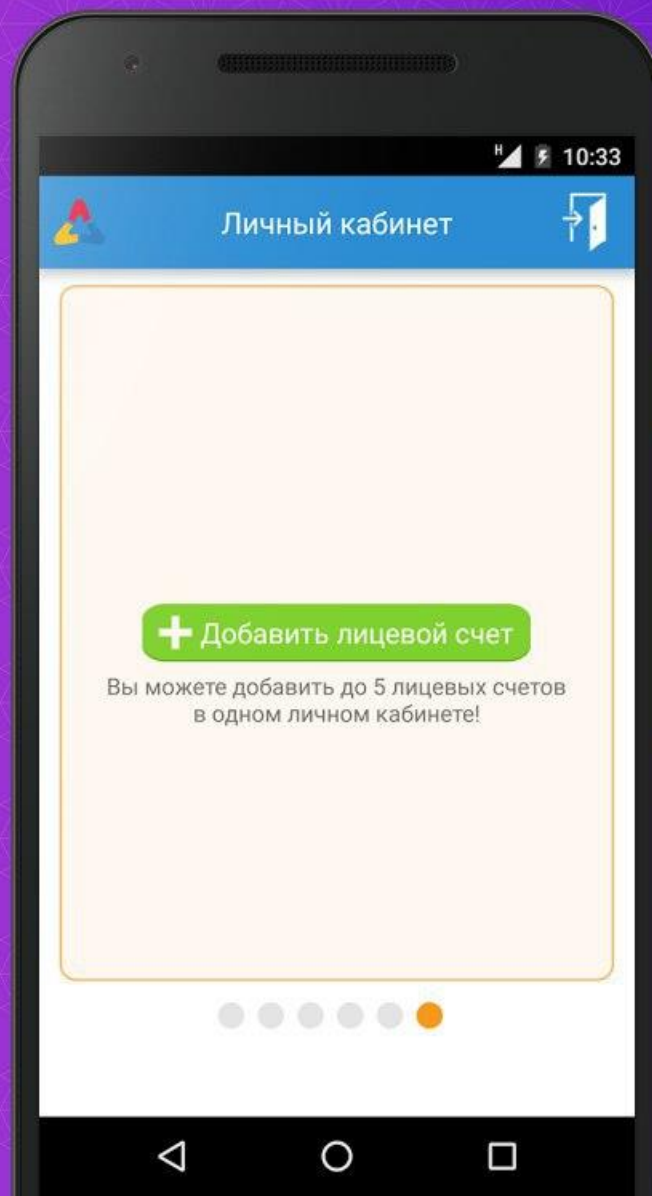 H 10:33
Личный кабинет
Добавить лицевой счет
Вы можете добавить до 5 лицевых счетов
в одном личном кабинете!